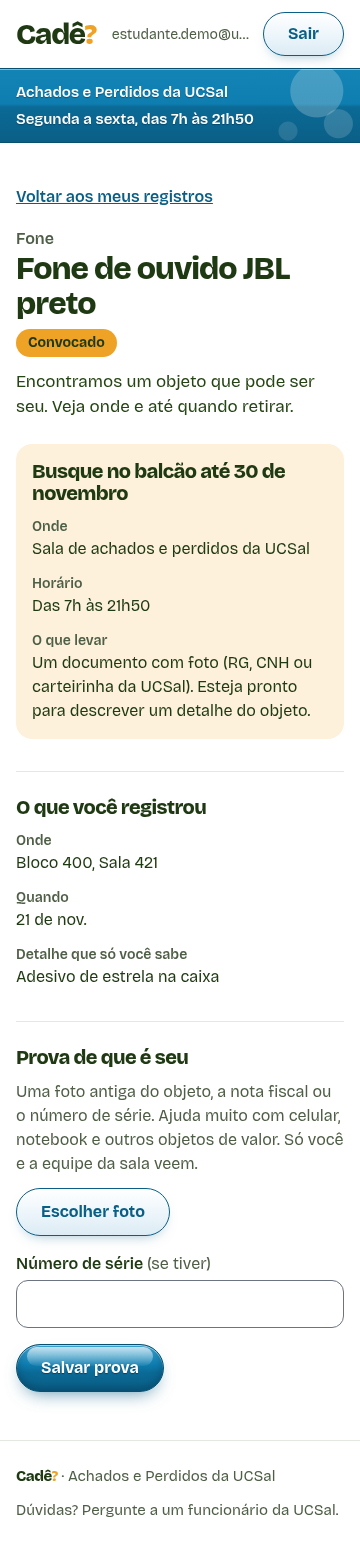 Cadê?
estudante.demo@u...
Sair
Achados e Perdidos da UCSal
Segunda a sexta, das 7h às 21h50
Voltar aos meus registros
Fone
Fone de ouvido JBL
preto
Convocado
Encontramos um objeto que pode ser
seu. Veja onde e até quando retirar.
Busque no balcão até 30 de
novembro
Onde
Sala de achados e perdidos da UCSal
Horário
Das 7h às 21h50
O que levar
Um documento com foto (RG, CNH ou
carteirinha da UCSal). Esteja pronto
para descrever um detalhe do objeto.
O que você registrou
Onde
Bloco 400, Sala 421
Quando
21 de nov.
Detalhe que só você sabe
Adesivo de estrela na caixa
Prova de que é seu
Uma foto antiga do objeto, a nota fiscal ou
o número de série. Ajuda muito com celular,
notebook e outros objetos de valor. Só você
e a equipe da sala veem.
Escolher foto
Número de série (se tiver)
Salvar prova
Cadê? · Achados e Perdidos da UCSal
Dúvidas? Pergunte a um funcionário da UCSal.